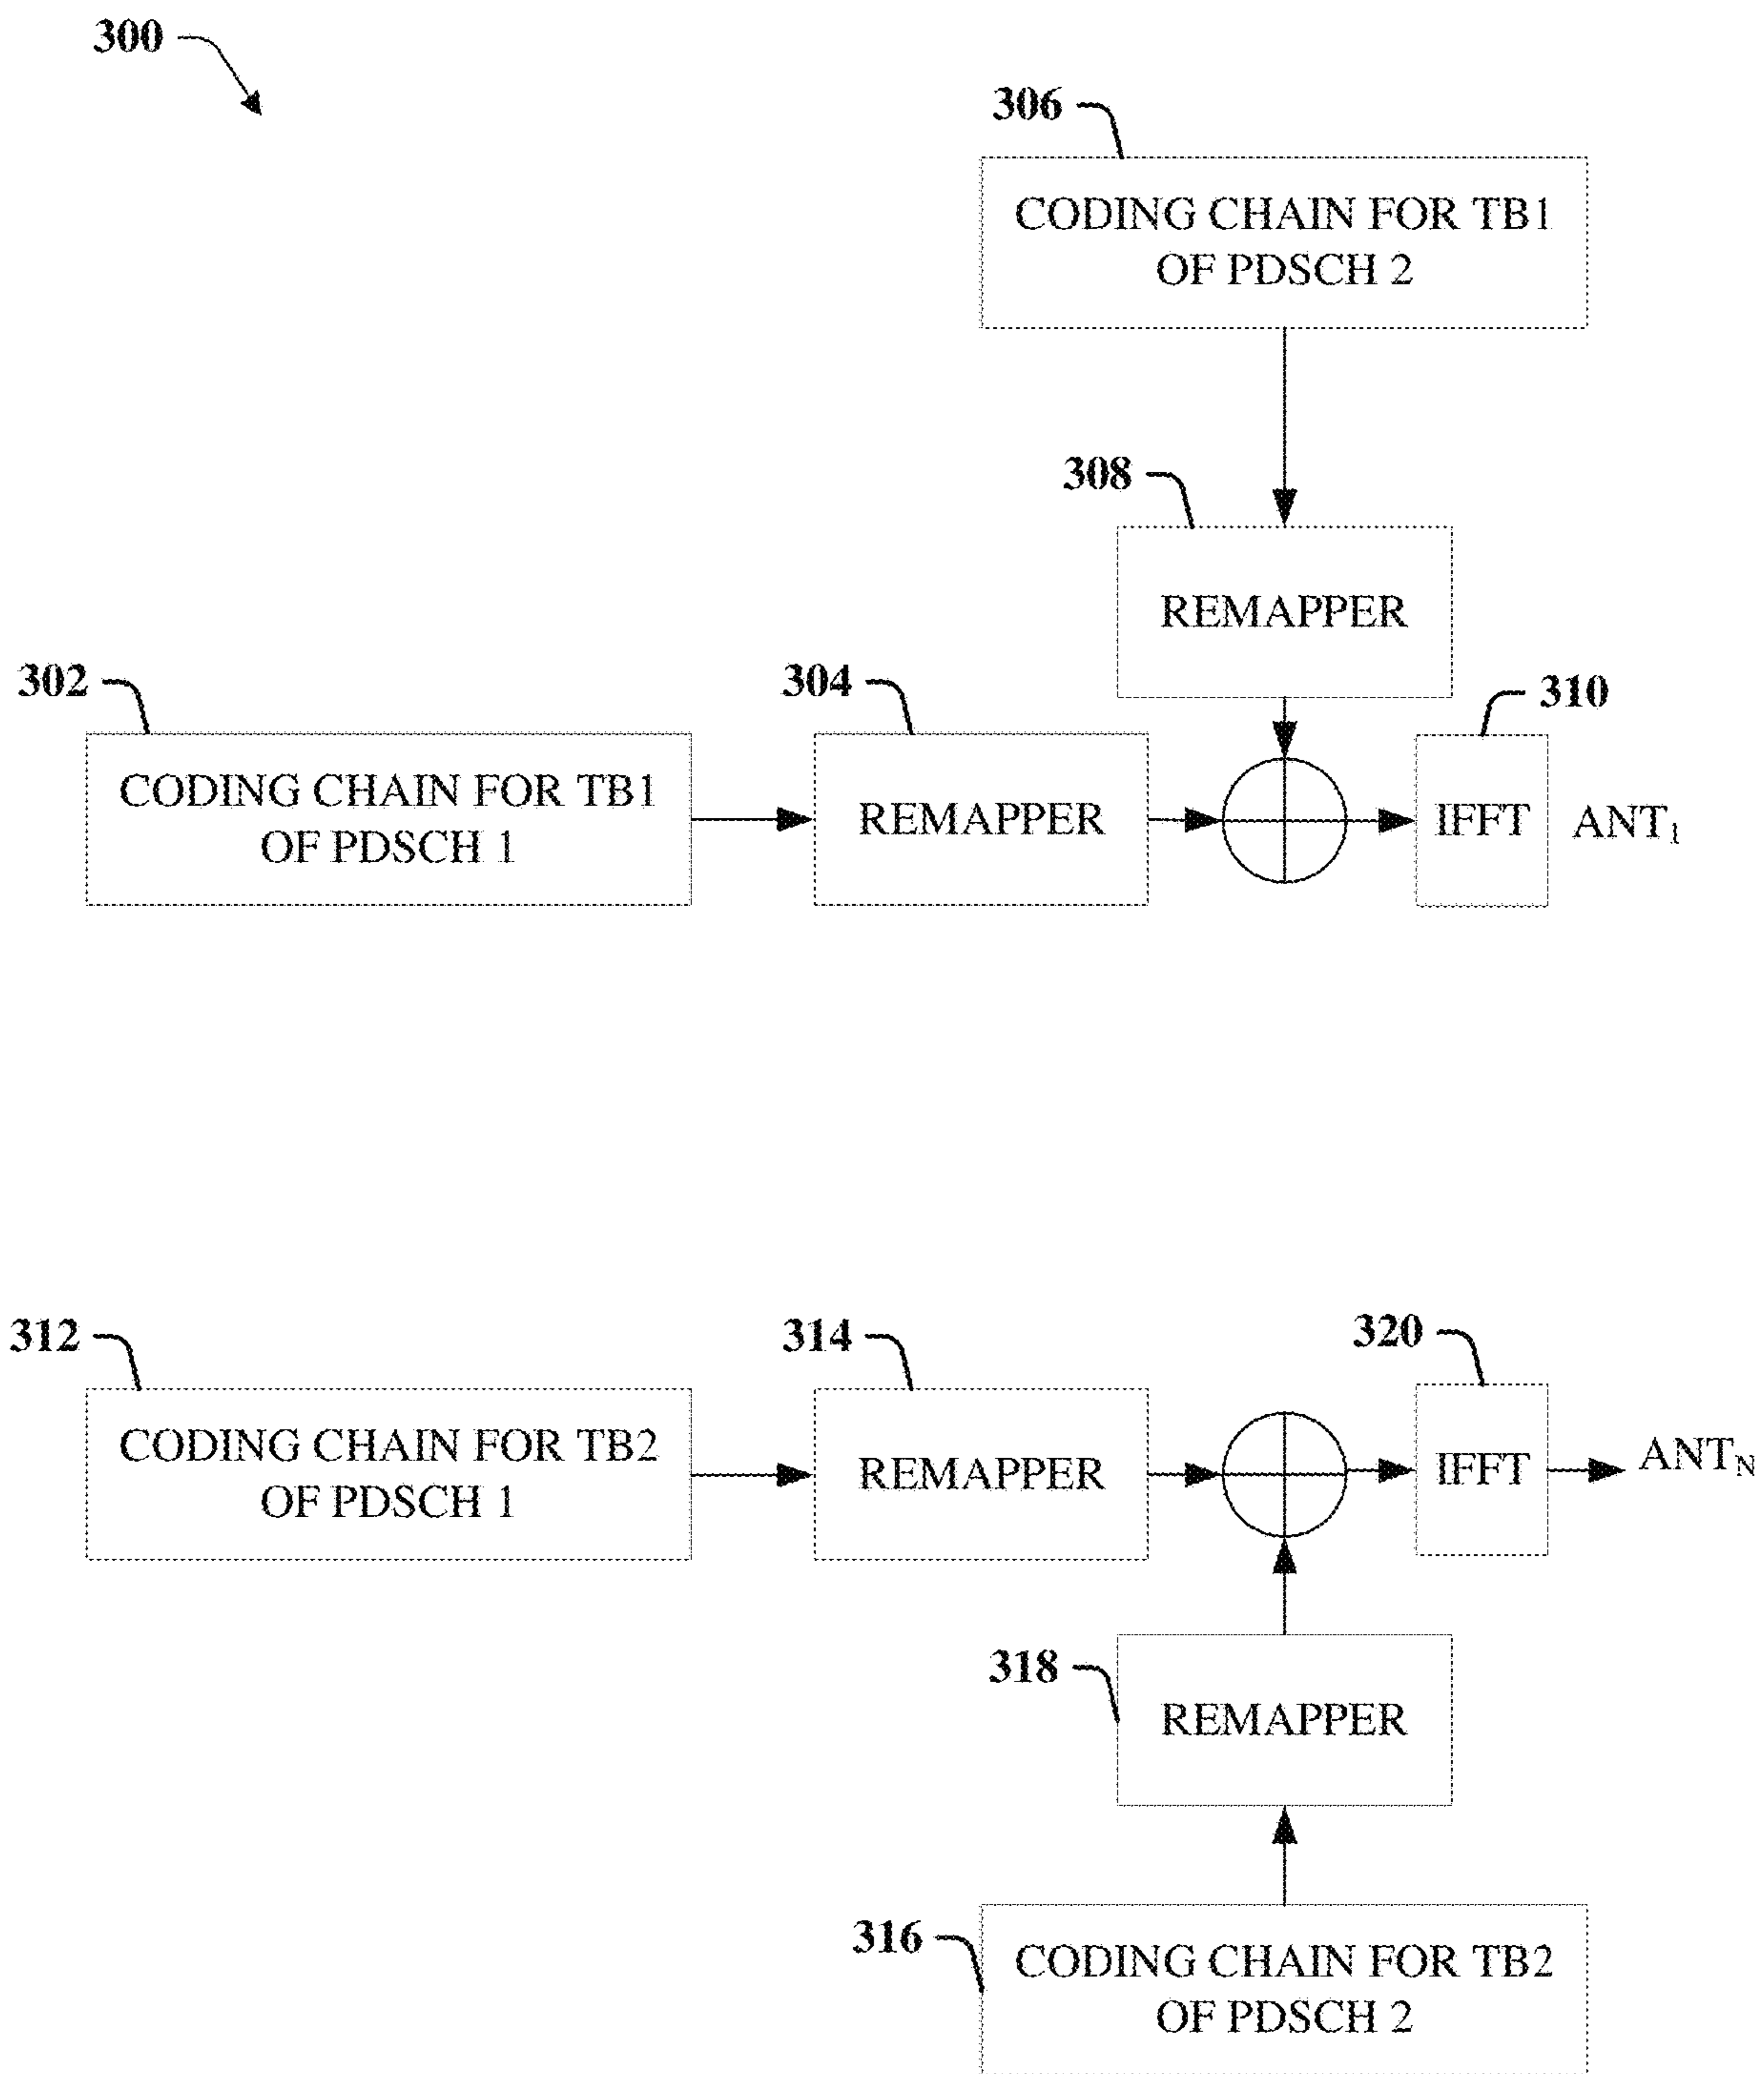 300
306
CODING CHAIN FOR TB1
OF PDSCH 2
308
REMAPPER
302
304
310
CODING CHAIN FOR TB1
OF PDSCH 1
REMAPPER
IFFT
ANT1
312
314
320
CODING CHAIN FOR TB2
OF PDSCH 1
REMAPPER
IFFT
ANTN
318
REMAPPER
316
CODING CHAIN FOR TB2
OF PDSCH 2